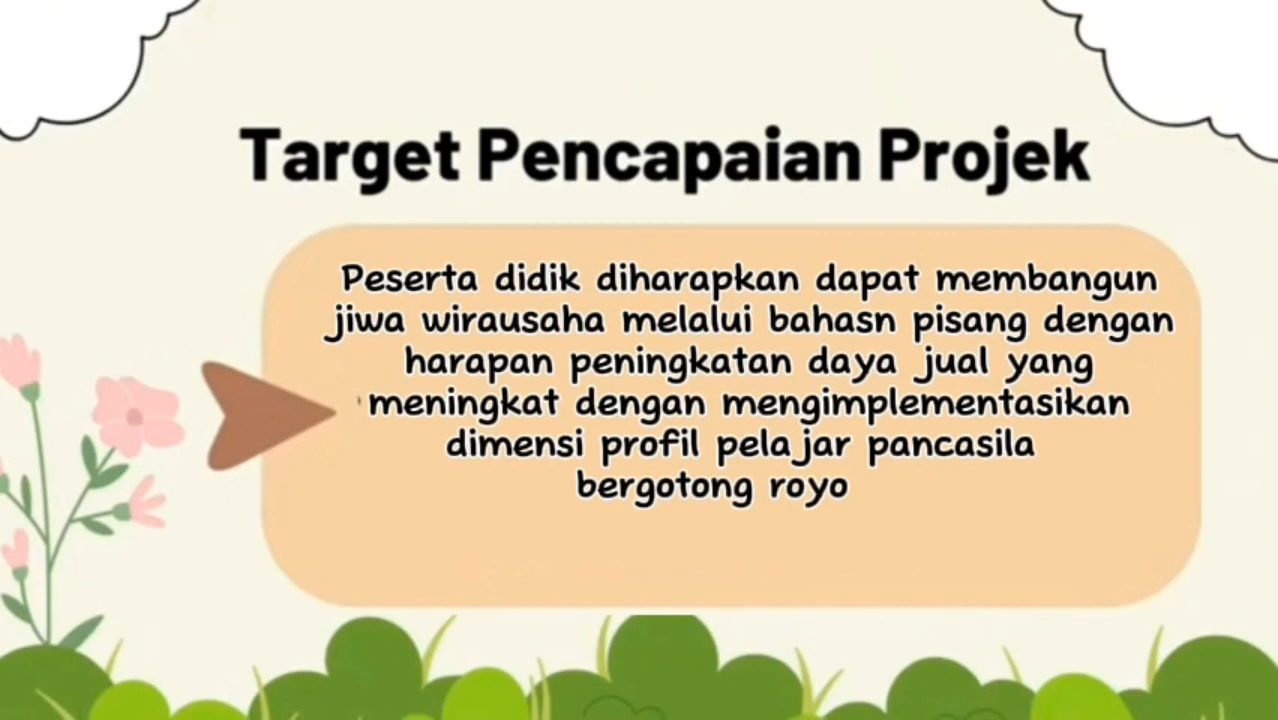 Target Pencapaian Projek
Peserta didik diharapkan dapat membangun
jiwa wirausaha melalui bahasn pisang dengan
harapan peningkatan daya jual yang
meningkat dengan mengimplementasikan
dimensi profil pelajar pancasila
bergotong royo